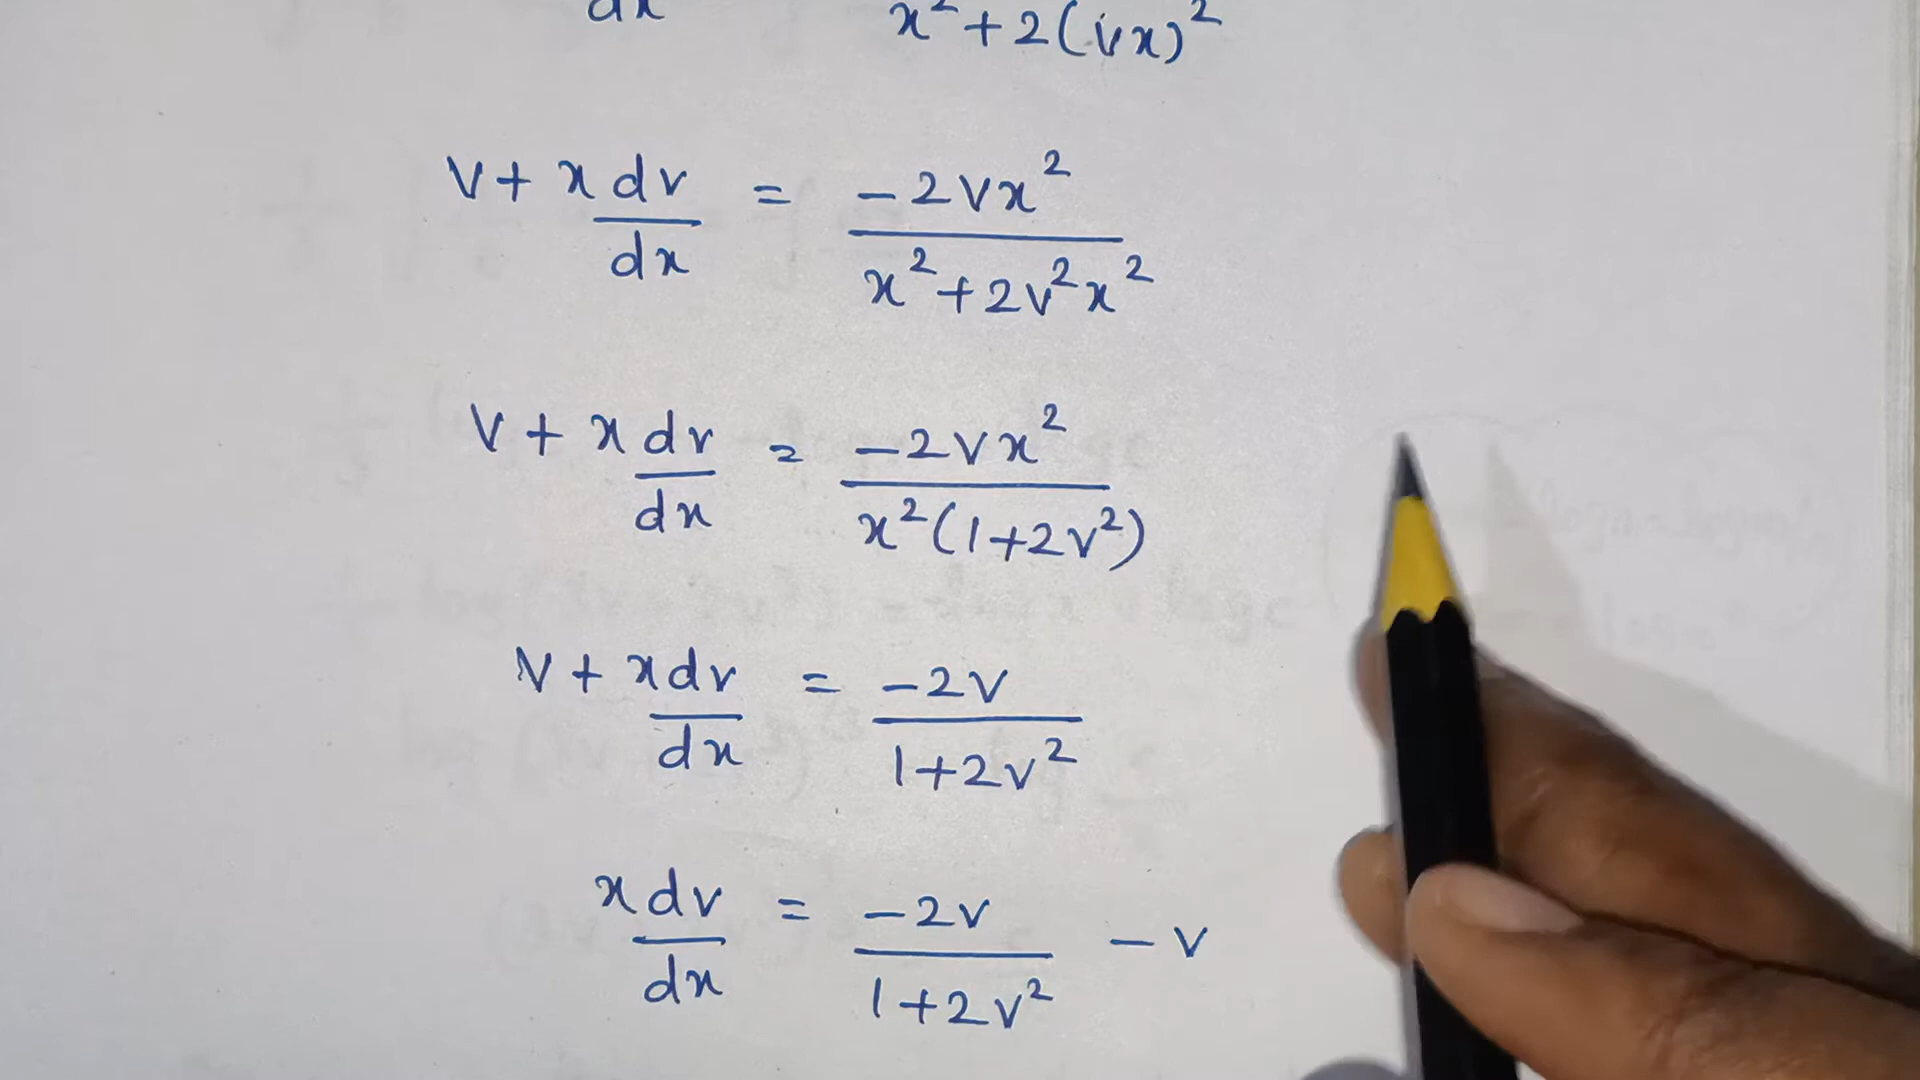 dx x² + 2(vx)²
v + x dv/dx = -2vx² / x² + 2v²x²
v + x dv/dx = -2vx² / x²(1+2v²)
v + x dv/dx = -2v / 1+2v²
x dv/dx = -2v / 1+2v² - v